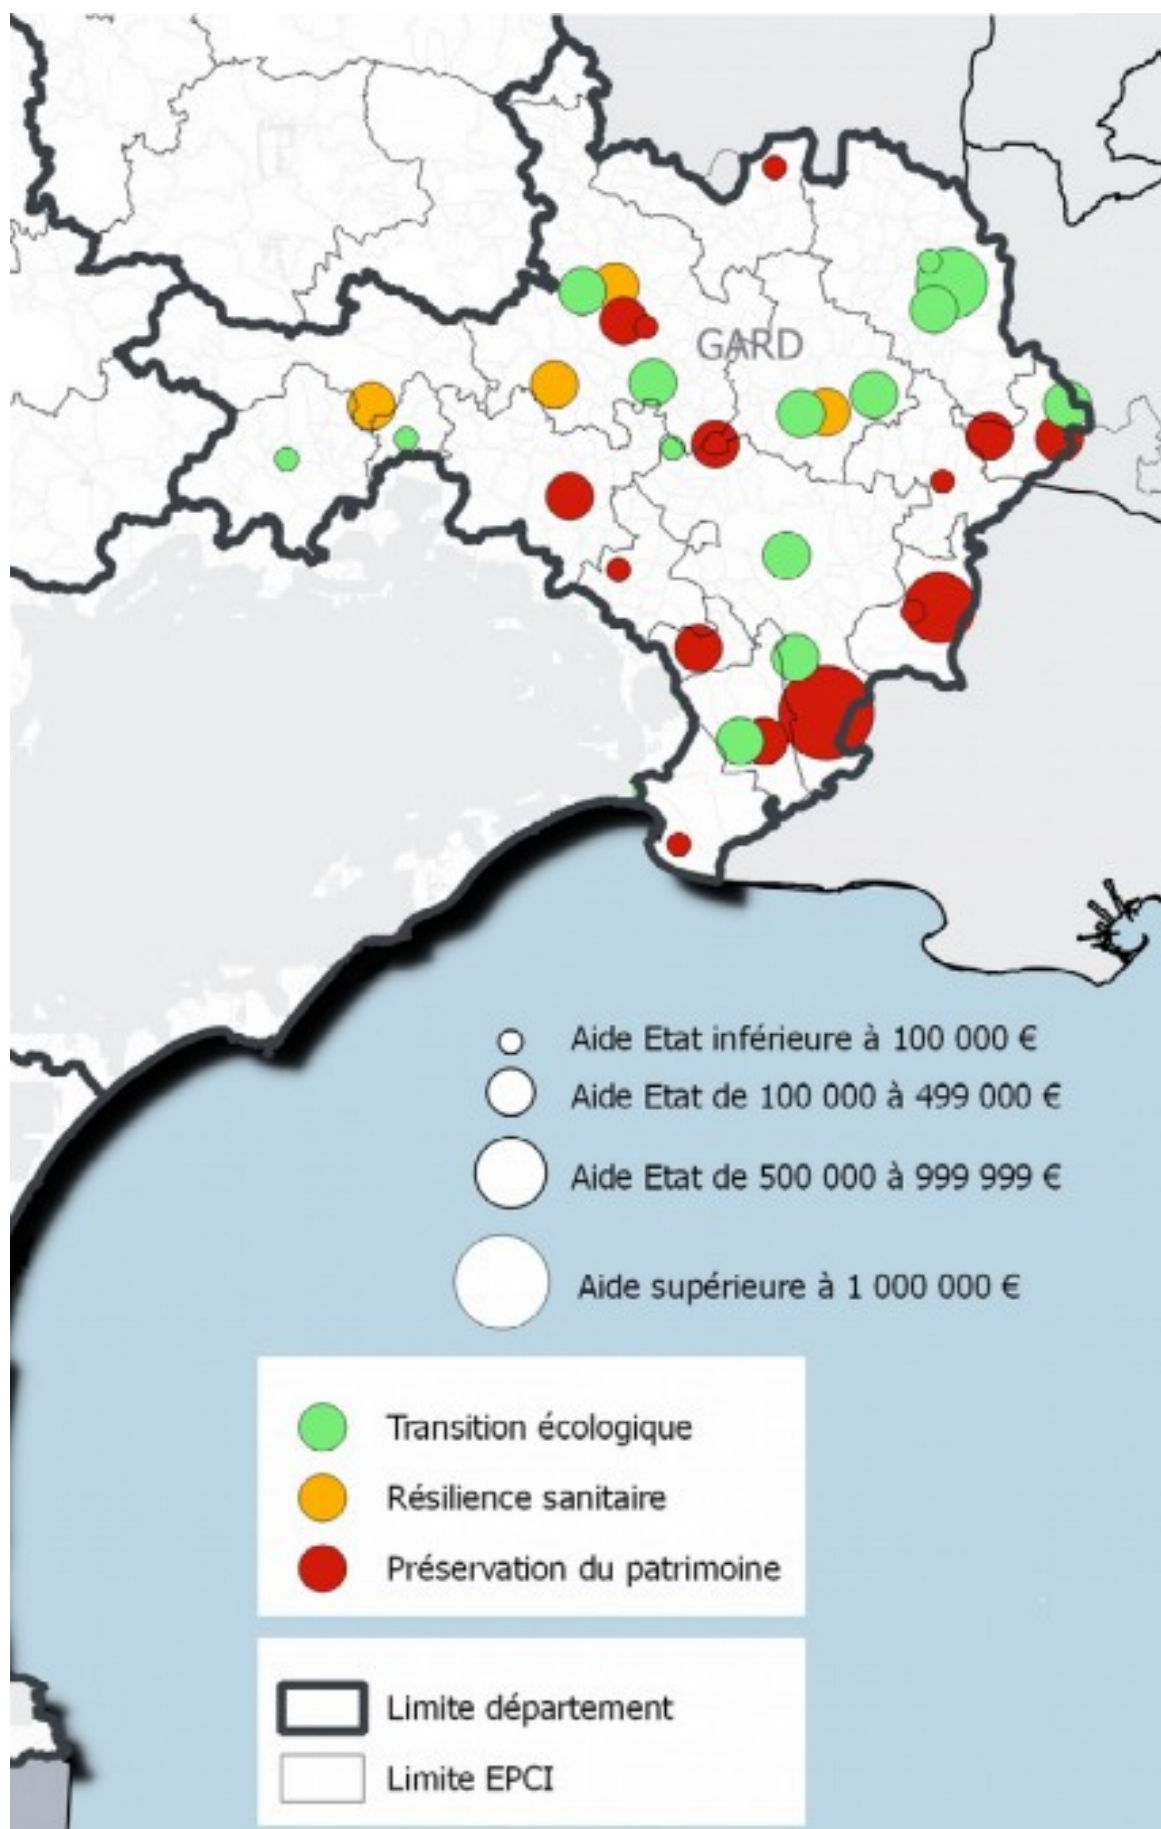 GARD
Aide Etat inférieure à 100 000 €
Aide Etat de 100 000 à 499 000 €
Aide Etat de 500 000 à 999 999 €
Aide supérieure à 1 000 000 €
Transition écologique
Résilience sanitaire
Préservation du patrimoine
Limite département
Limite EPCI